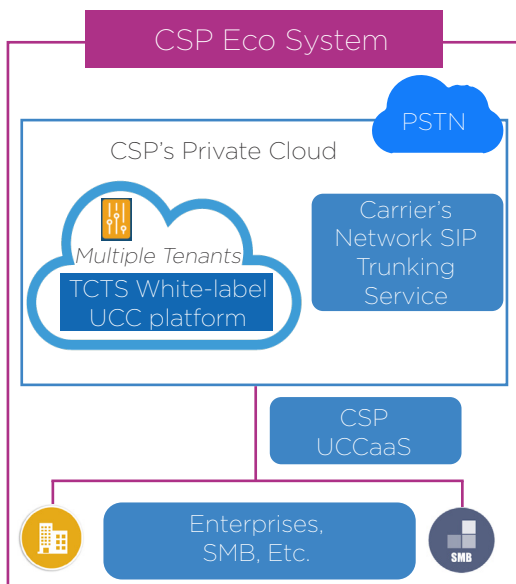 CSP Eco System
PSTN
CSP's Private Cloud
Multiple Tenants
TCTS White-label
UCC platform
Carrier's
Network SIP
Trunking
Service
CSP
UCCaaS
Enterprises,
SMB, Etc.
SMB